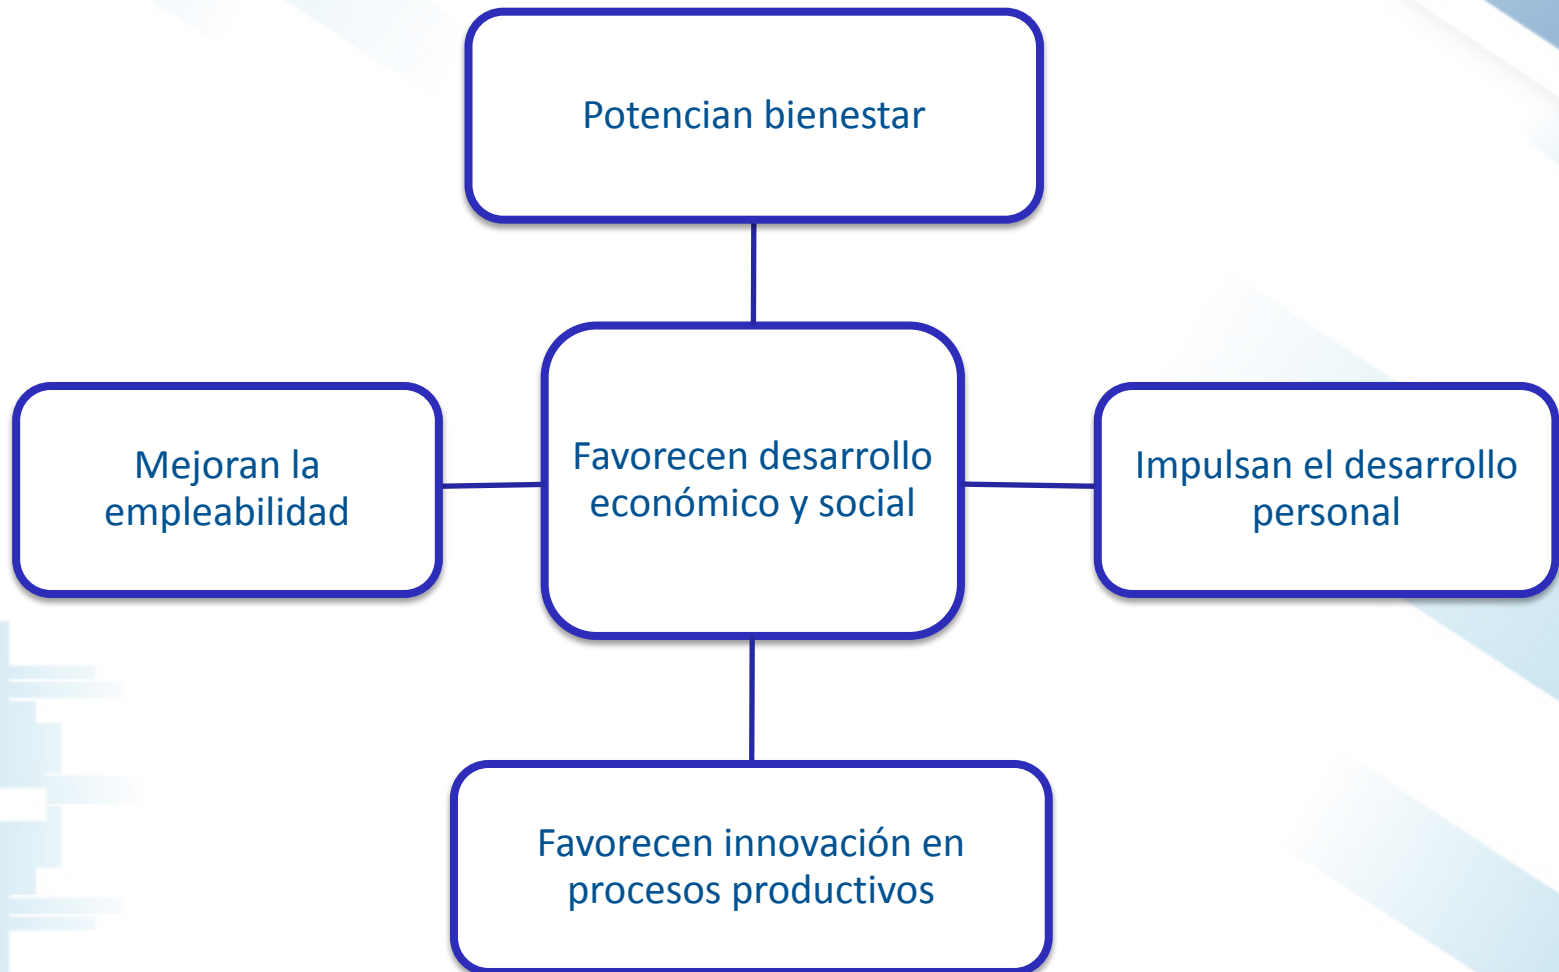 Potencian bienestar
Mejoran la
empleabilidad
Favorecen desarrollo
económico y social
Impulsan el desarrollo
personal
Favorecen innovación en
procesos productivos